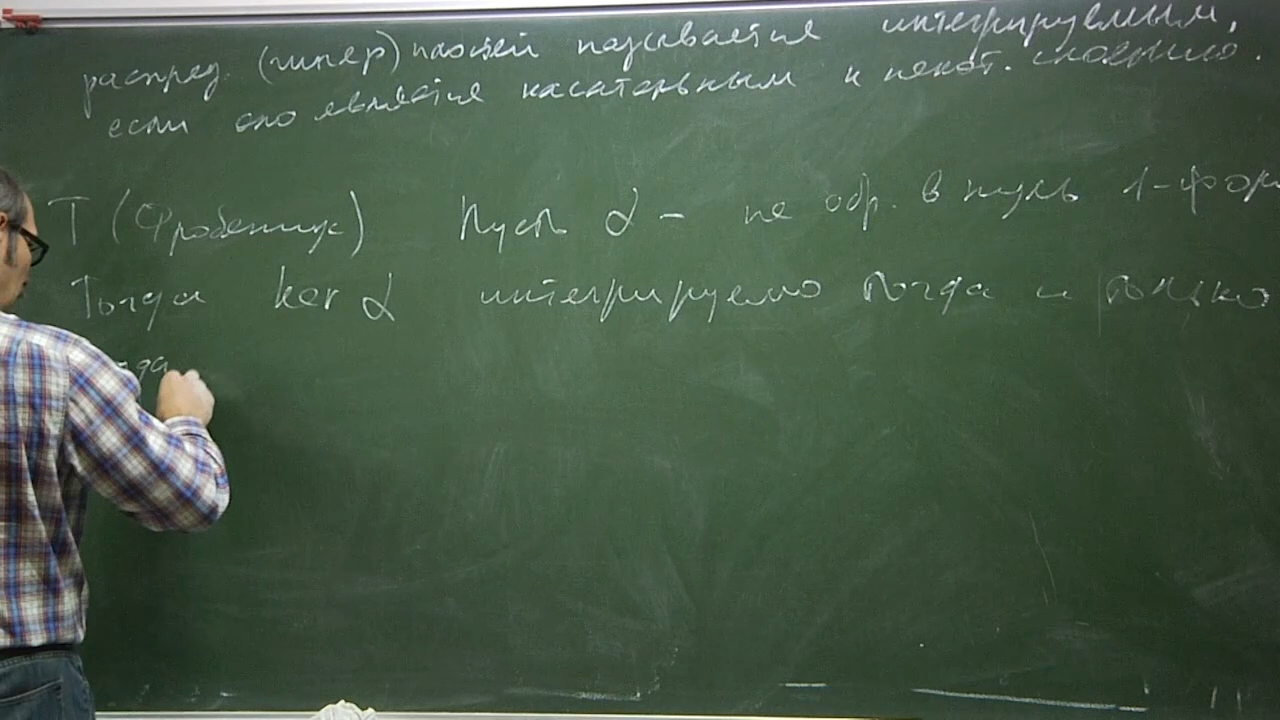 распред. (гипер)плоскостей называется интегрируемым,
если оно является касательным к некот. слоению.
Т (Фробениус) Пусть α - не обр. в нуль 1-фор
Тогда ker α интегрируемо тогда и только